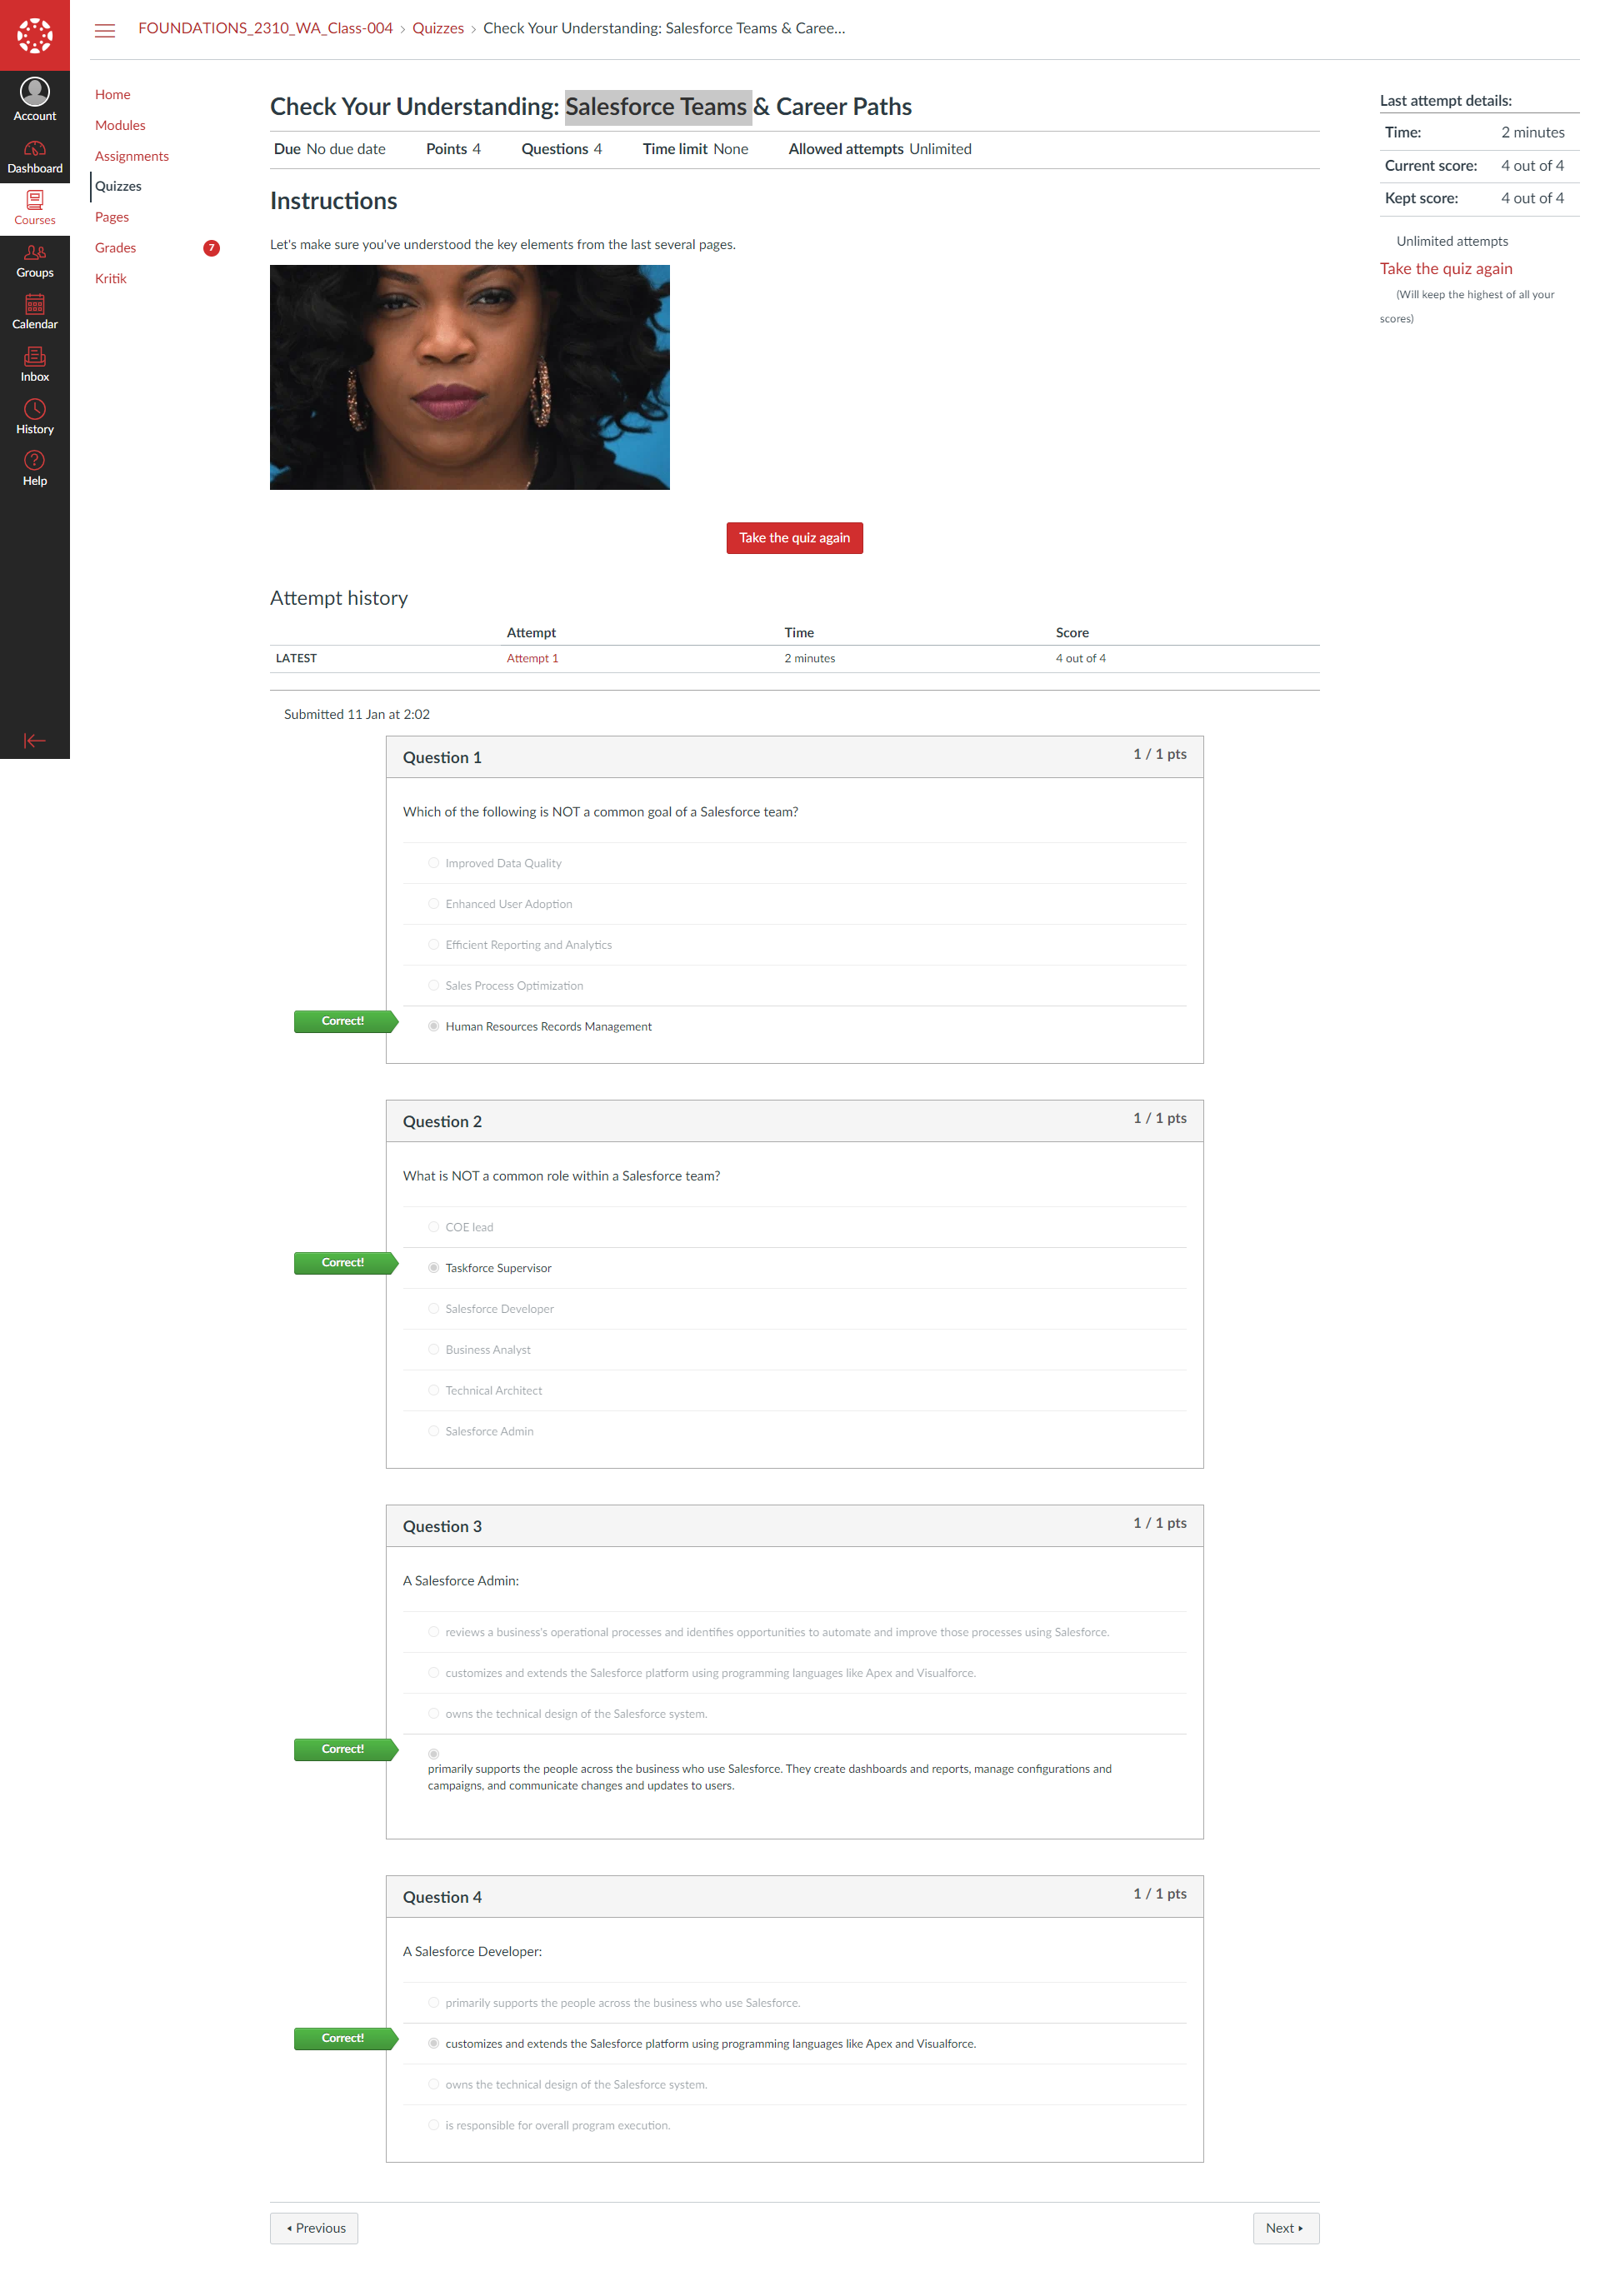 FOUNDATIONS_2310_WA_Class-004 › Quizzes › Check Your Understanding: Salesforce Teams & Caree...
Account
Dashboard
Courses
Groups
Calendar
Inbox
History
Help
Home
Modules
Assignments
Quizzes
Pages
Grades 7
Kritik
Check Your Understanding: Salesforce Teams & Career Paths
Due No due date Points 4 Questions 4 Time limit None Allowed attempts Unlimited
Instructions
Let's make sure you've understood the key elements from the last several pages.
Take the quiz again
Attempt history
Attempt Time Score
LATEST Attempt 1 2 minutes 4 out of 4
Submitted 11 Jan at 2:02
Question 1 1 / 1 pts
Which of the following is NOT a common goal of a Salesforce team?
Improved Data Quality
Enhanced User Adoption
Efficient Reporting and Analytics
Sales Process Optimization
Correct! Human Resources Records Management
Question 2 1 / 1 pts
What is NOT a common role within a Salesforce team?
COE lead
Correct! Taskforce Supervisor
Salesforce Developer
Business Analyst
Technical Architect
Salesforce Admin
Question 3 1 / 1 pts
A Salesforce Admin:
reviews a business's operational processes and identifies opportunities to automate and improve those processes using Salesforce.
customizes and extends the Salesforce platform using programming languages like Apex and Visualforce.
owns the technical design of the Salesforce system.
Correct!
primarily supports the people across the business who use Salesforce. They create dashboards and reports, manage configurations and
campaigns, and communicate changes and updates to users.
Question 4 1 / 1 pts
A Salesforce Developer:
primarily supports the people across the business who use Salesforce.
Correct! customizes and extends the Salesforce platform using programming languages like Apex and Visualforce.
owns the technical design of the Salesforce system.
is responsible for overall program execution.
Previous
Next
Last attempt details:
Time: 2 minutes
Current score: 4 out of 4
Kept score: 4 out of 4
Unlimited attempts
Take the quiz again
(Will keep the highest of all your
scores)